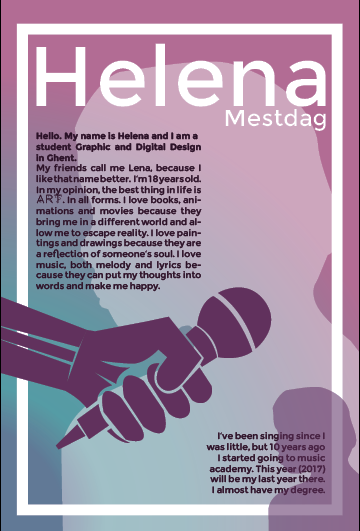 Helena
Mestdag
Hello. My name is Helena and I am a
student Graphic and Digital Design
in Ghent.
My friends call me Lena, because I
like that name better. I'm 18 years old.
In my opinion, the best thing in life is
ART. In all forms. I love books, ani-
mations and movies because they
bring me in a different world and al-
low me to escape reality. I love pain-
tings and drawings because they are
a reflection of someone's soul. I love
music, both melody and lyrics be-
cause they can put my thoughts into
words and make me happy.
I've been singing since I
was little, but 10 years ago
I started going to music
academy. This year (2017)
will be my last year there.
I almost have my degree.